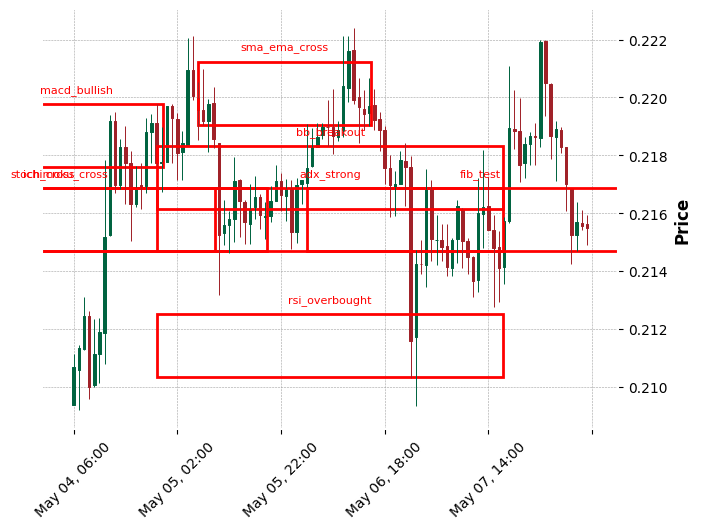 sma_ema_cross
macd_bullish
bb_breakout
stoch_cross
ichimoku_cross
adx_strong
fib_test
rsi_overbought
0.222
0.220
0.218
0.216
0.214
0.212
0.210
Price
May 04, 06:00
May 05, 02:00
May 05, 22:00
May 06, 18:00
May 07, 14:00